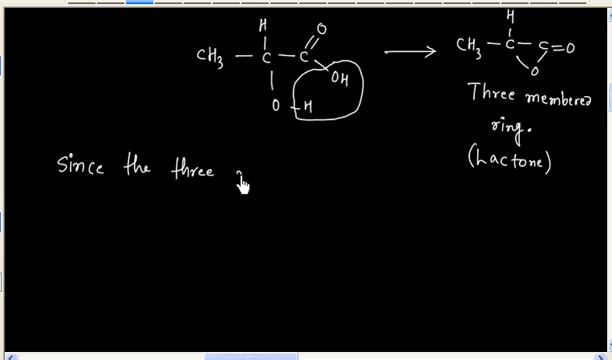 H O H
CH3 — C — C = O
CH3 — C — C
OH
O
O — H
Three membered
ring.
(Lactone)
Since the three